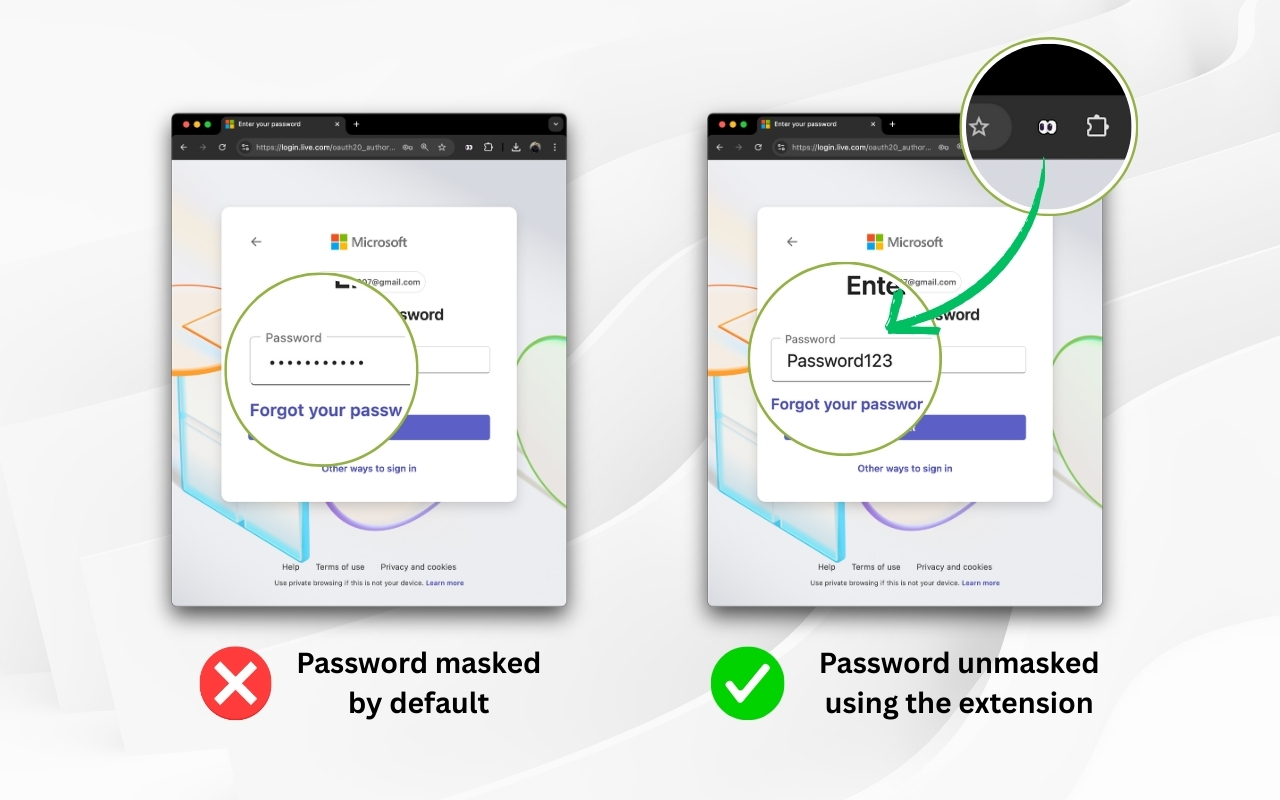 Enter your password
https://login.live.com/oauth20_author...
Microsoft
07@gmail.com
sword
Password
•••••••••••
Forgot your passw
Other ways to sign in
Help Terms of use Privacy and cookies
Use private browsing if this is not your device. Learn more
Password masked
by default
Enter your password
https://login.live.com/oauth20_author...
Microsoft
7@gmail.com
Ente
sword
Password
Password123
Forgot your passwor
Other ways to sign in
Help Terms of use Privacy and cookies
Use private browsing if this is not your device. Learn more
Password unmasked
using the extension